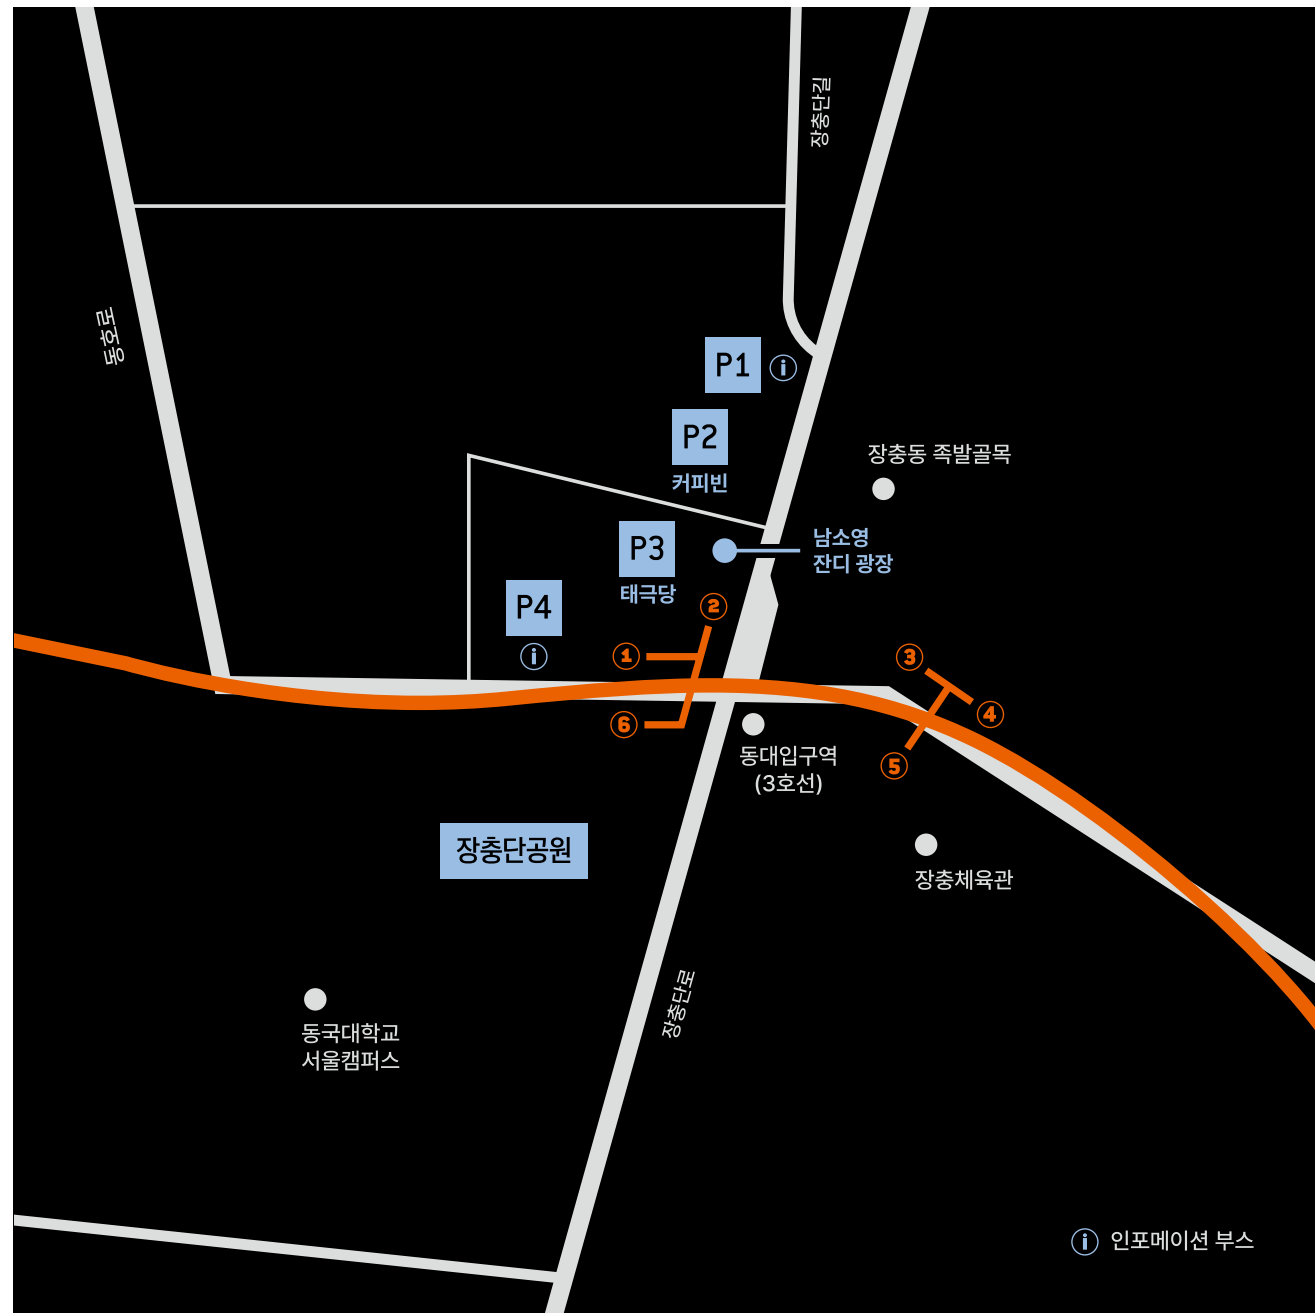 장충단길
동호로
P1
i
P2
커피빈
장충동 족발골목
P3
태극당
남소영
잔디 광장
P4
i
2
1
3
6
4
5
동대입구역
(3호선)
장충단공원
장충체육관
장충단로
동국대학교
서울캠퍼스
i 인포메이션 부스